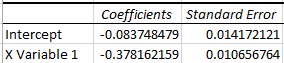 Coefficients Standard Error
Intercept -0.083748479 0.014172121
X Variable 1 -0.378162159 0.010656764